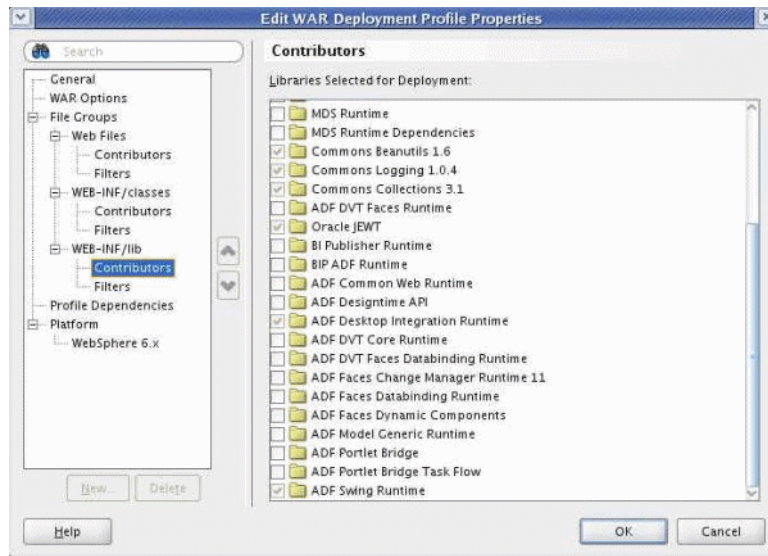 Edit WAR Deployment Profile Properties
Search
General
WAR Options
File Groups
Web Files
Contributors
Filters
WEB-INF/classes
Contributors
Filters
WEB-INF/lib
Contributors
Filters
Profile Dependencies
Platform
WebSphere 6.x
New...
Delete
Contributors
Libraries Selected for Deployment:
MDS Runtime
MDS Runtime Dependencies
Commons Beanutils 1.6
Commons Logging 1.0.4
Commons Collections 3.1
ADF DVT Faces Runtime
Oracle JEWT
BI Publisher Runtime
BIP ADF Runtime
ADF Common Web Runtime
ADF Designtime API
ADF Desktop Integration Runtime
ADF DVT Core Runtime
ADF DVT Faces Databinding Runtime
ADF Faces Change Manager Runtime 11
ADF Faces Databinding Runtime
ADF Faces Dynamic Components
ADF Model Generic Runtime
ADF Portlet Bridge
ADF Portlet Bridge Task Flow
ADF Swing Runtime
Help
OK
Cancel